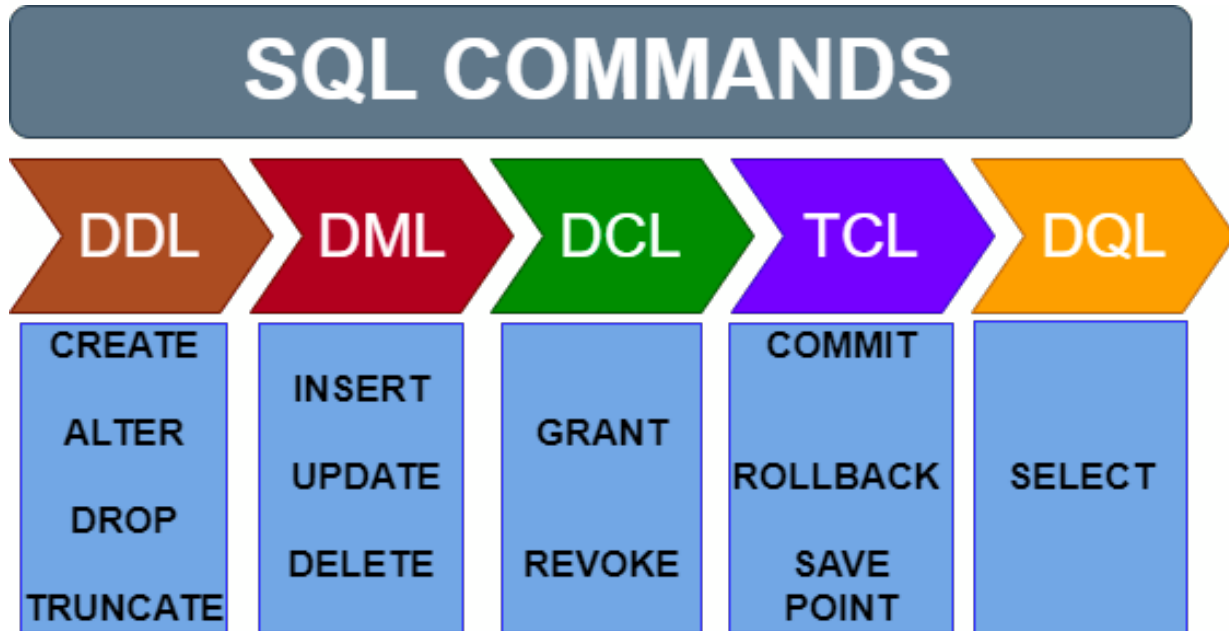 SQL COMMANDS
DDL
DML
DCL
TCL
DQL
CREATE
ALTER
DROP
TRUNCATE
INSERT
UPDATE
DELETE
GRANT
REVOKE
COMMIT
ROLLBACK
SAVE
POINT
SELECT